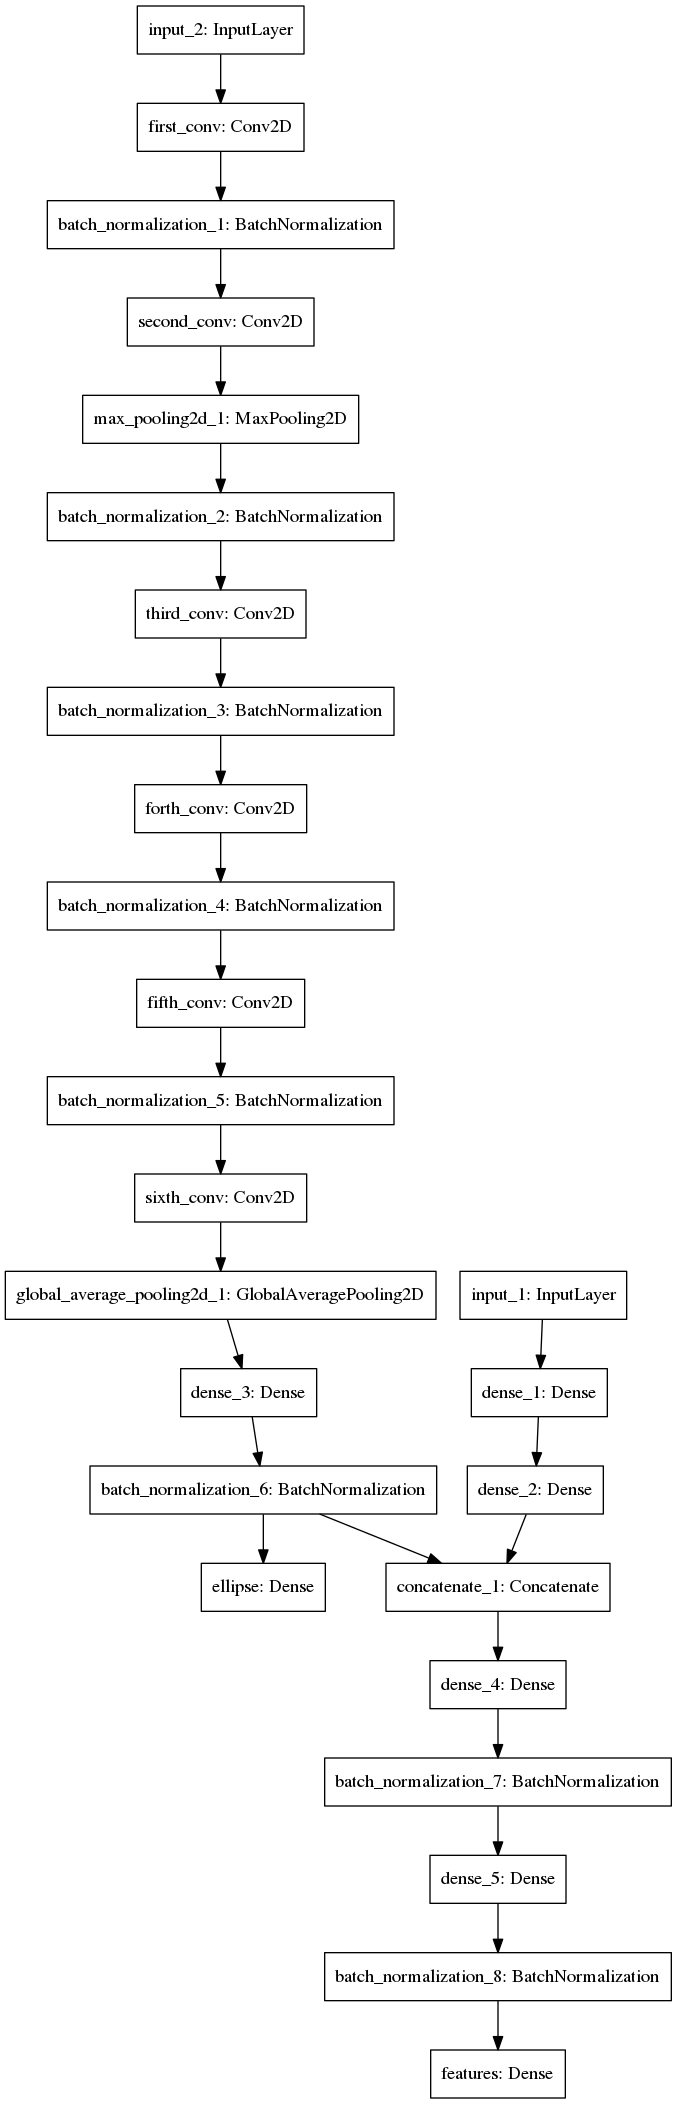 input_2: InputLayer
first_conv: Conv2D
batch_normalization_1: BatchNormalization
second_conv: Conv2D
max_pooling2d_1: MaxPooling2D
batch_normalization_2: BatchNormalization
third_conv: Conv2D
batch_normalization_3: BatchNormalization
forth_conv: Conv2D
batch_normalization_4: BatchNormalization
fifth_conv: Conv2D
batch_normalization_5: BatchNormalization
sixth_conv: Conv2D
global_average_pooling2d_1: GlobalAveragePooling2D
input_1: InputLayer
dense_3: Dense
dense_1: Dense
batch_normalization_6: BatchNormalization
dense_2: Dense
ellipse: Dense
concatenate_1: Concatenate
dense_4: Dense
batch_normalization_7: BatchNormalization
dense_5: Dense
batch_normalization_8: BatchNormalization
features: Dense